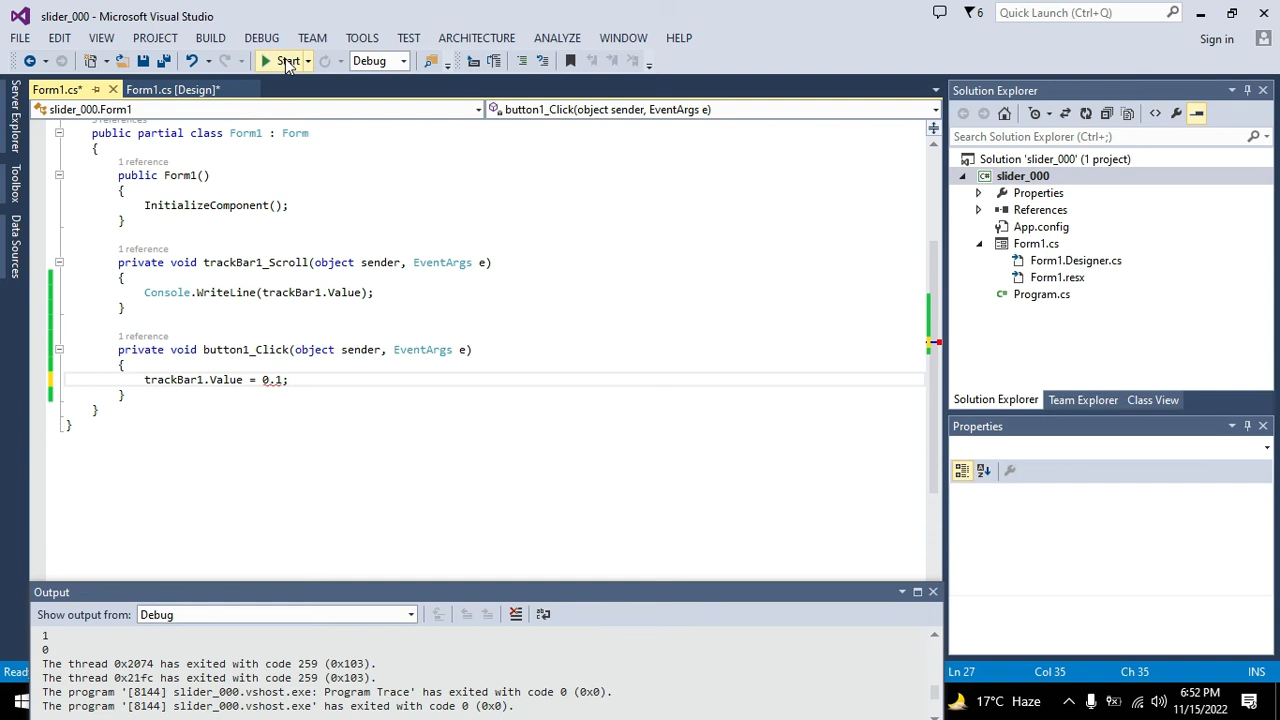 slider_000 - Microsoft Visual Studio
6
Quick Launch (Ctrl+Q)
FILE EDIT VIEW PROJECT BUILD DEBUG TEAM TOOLS TEST ARCHITECTURE ANALYZE WINDOW HELP
Sign in
Start
Debug
Form1.cs*
Form1.cs [Design]*
slider_000.Form1
button1_Click(object sender, EventArgs e)
Server Explorer
Toolbox
Data Sources
public partial class Form1 : Form
{
1 reference
public Form1()
{
InitializeComponent();
}
1 reference
private void trackBar1_Scroll(object sender, EventArgs e)
{
Console.WriteLine(trackBar1.Value);
}
1 reference
private void button1_Click(object sender, EventArgs e)
{
trackBar1.Value = 0.1;
}
}
}
Solution Explorer
Search Solution Explorer (Ctrl+;)
Solution 'slider_000' (1 project)
slider_000
Properties
References
App.config
Form1.cs
Form1.Designer.cs
Form1.resx
Program.cs
Solution Explorer Team Explorer Class View
Properties
Output
Show output from: Debug
1
0
The thread 0x2074 has exited with code 259 (0x103).
The thread 0x21fc has exited with code 259 (0x103).
The program '[8144] slider_000.vshost.exe: Program Trace' has exited with code 0 (0x0).
The program '[8144] slider_000.vshost.exe' has exited with code 0 (0x0).
Ln 27 Col 35 Ch 35 INS
17°C Haze
6:52 PM
11/15/2022